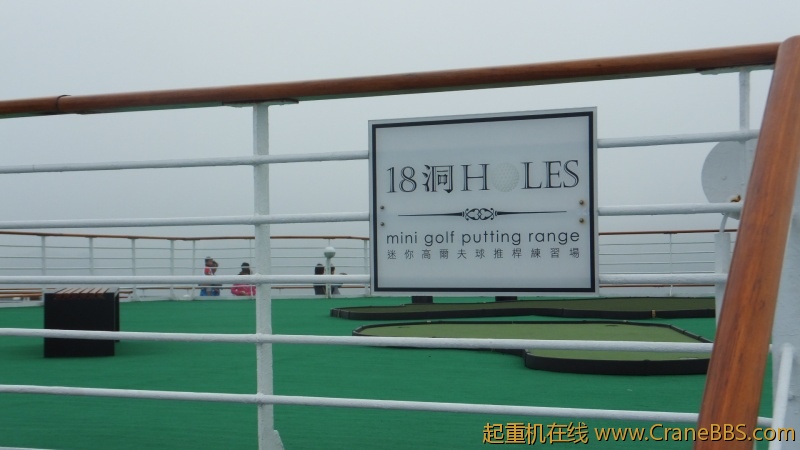 18洞HOLES
mini golf putting range
迷你高爾夫球推桿練習場
起重机在线 www.CraneBBS.com